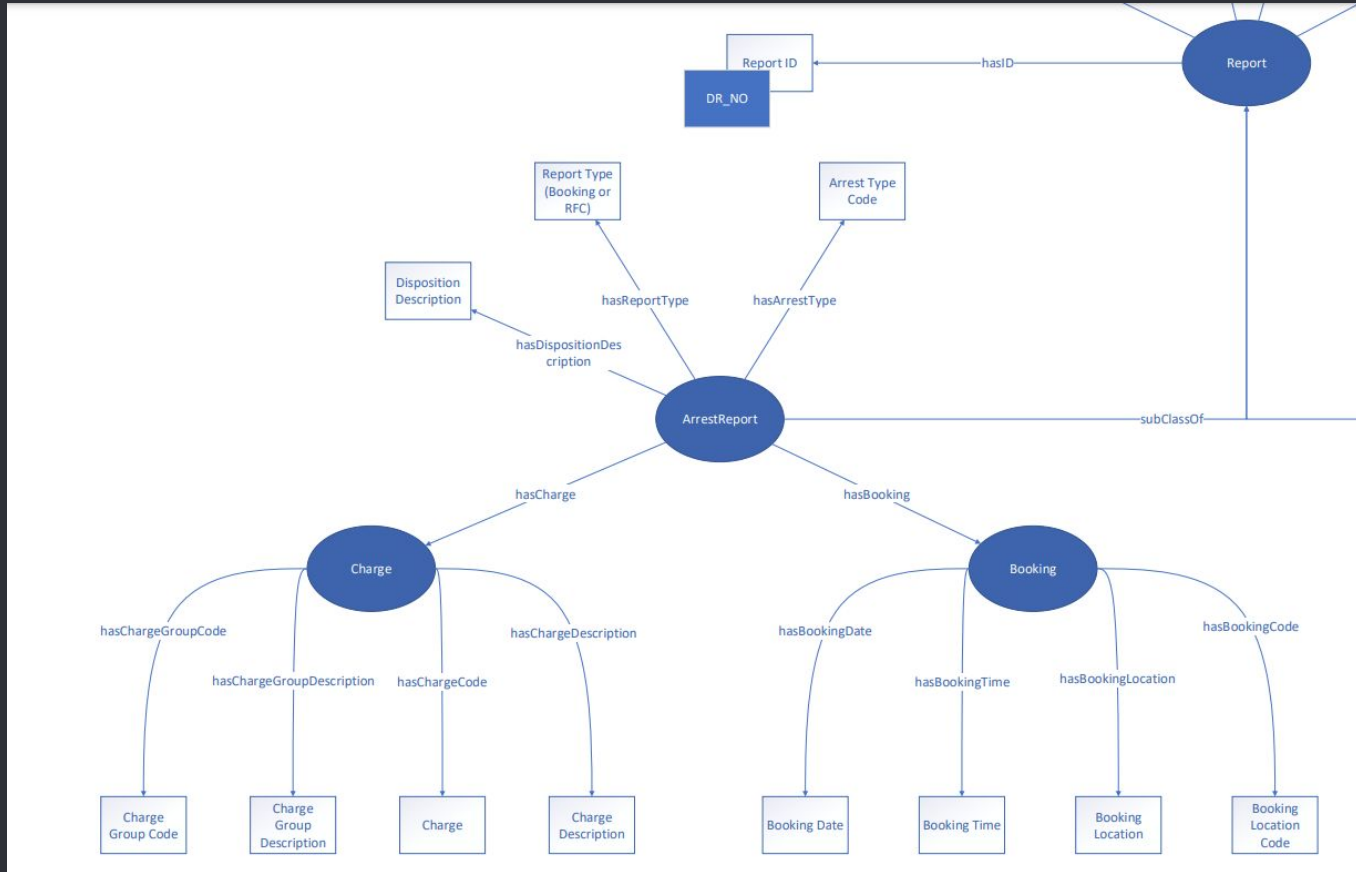 Report ID
hasID
Report
DR_NO
Report Type
(Booking or
RFC)
Arrest Type
Code
Disposition
Description
hasReportType
hasArrestType
hasDispositionDes
cription
ArrestReport
subClassOf
hasCharge
hasBooking
Charge
Booking
hasChargeGroupCode
hasChargeDescription
hasBookingDate
hasBookingCode
hasChargeGroupDescription
hasChargeCode
hasBookingTime
hasBookingLocation
Charge
Group Code
Charge
Group
Description
Charge
Charge
Description
Booking Date
Booking Time
Booking
Location
Booking
Location
Code